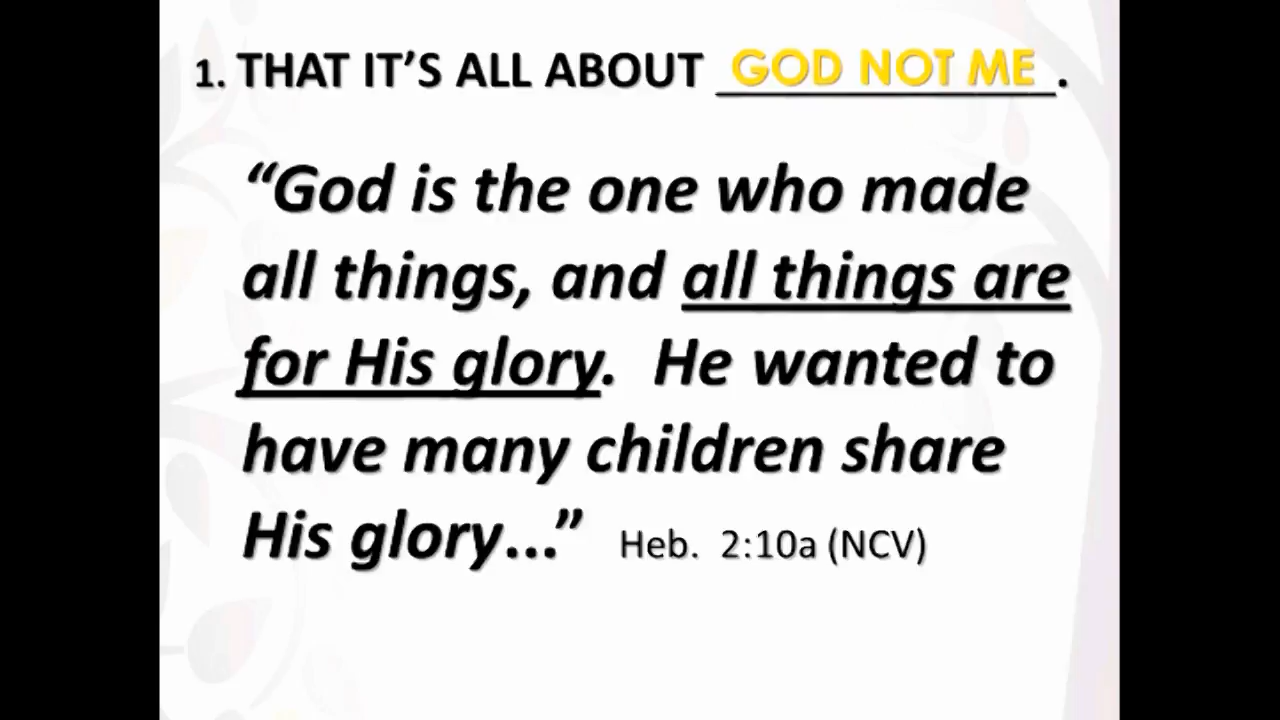 1. THAT IT’S ALL ABOUT GOD NOT ME.
“God is the one who made
all things, and all things are
for His glory.  He wanted to
have many children share
His glory...”  Heb.  2:10a (NCV)